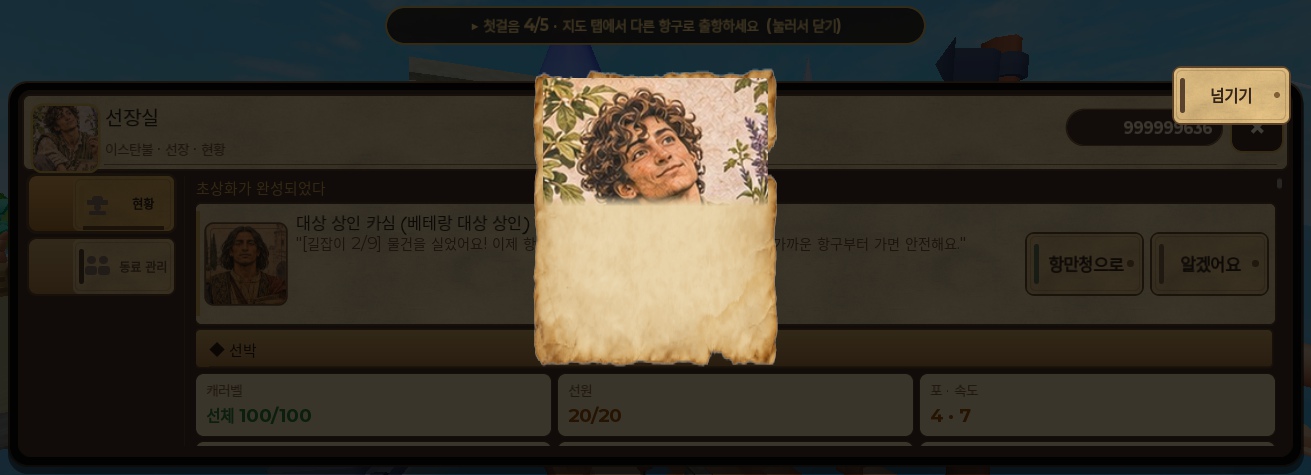 ▸ 첫걸음 4/5 · 지도 탭에서 다른 항구로 출항하세요 (눌러서 닫기)
넘기기
선장실
이스탄불 · 선장 · 현황
999999636
현황
동료 관리
초상화가 완성되었다
대상 상인 카심 (베테랑 대상 상인)
"[길잡이 2/9] 물건을 실었어요! 이제 항
가까운 항구부터 가면 안전해요."
항만청으로
알겠어요
◆ 선박
캐러벨
선체 100/100
선원
20/20
포 · 속도
4 · 7